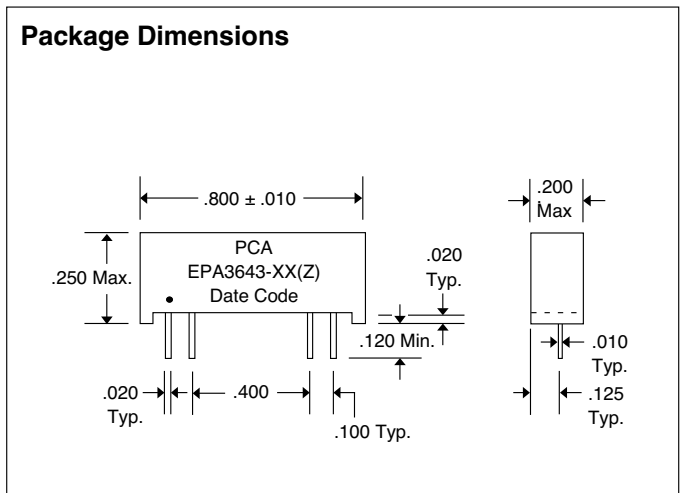 Package Dimensions
.800 ± .010
.200
Max
PCA
EPA3643-XX(Z)
Date Code
.250 Max.
.020
Typ.
.120 Min.
.010
Typ.
.020
Typ.
.400
.125
Typ.
.100 Typ.